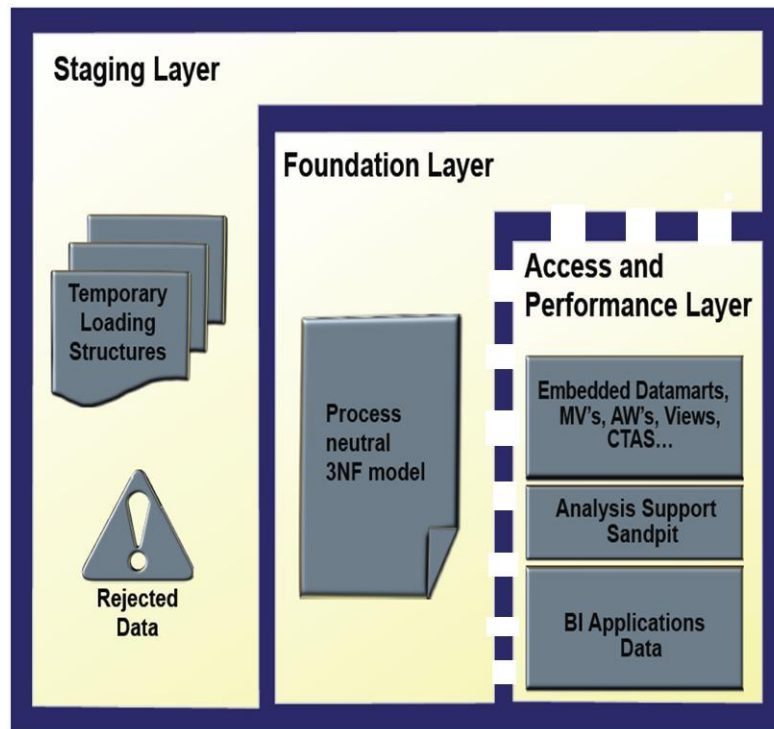 Staging Layer
Foundation Layer
Access and
Performance Layer
Temporary
Loading
Structures
Rejected
Data
Process
neutral
3NF model
Embedded Datamarts,
MV's, AW's, Views,
CTAS...
Analysis Support
Sandpit
BI Applications
Data